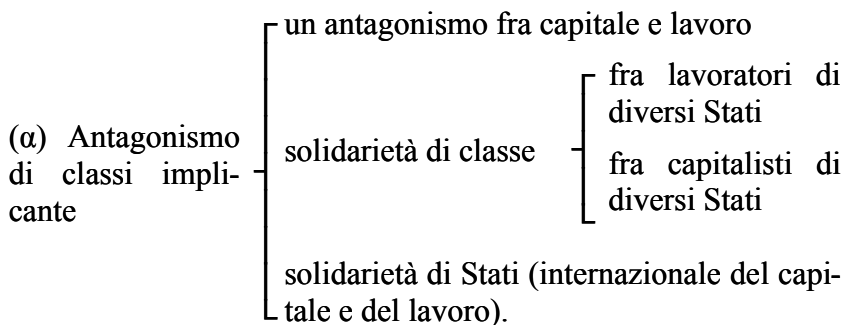 un antagonismo fra capitale e lavoro
(α) Antagonismo
di classi impli-
cante
solidarietà di classe
fra lavoratori di
diversi Stati
fra capitalisti di
diversi Stati
solidarietà di Stati (internazionale del capi-
tale e del lavoro).